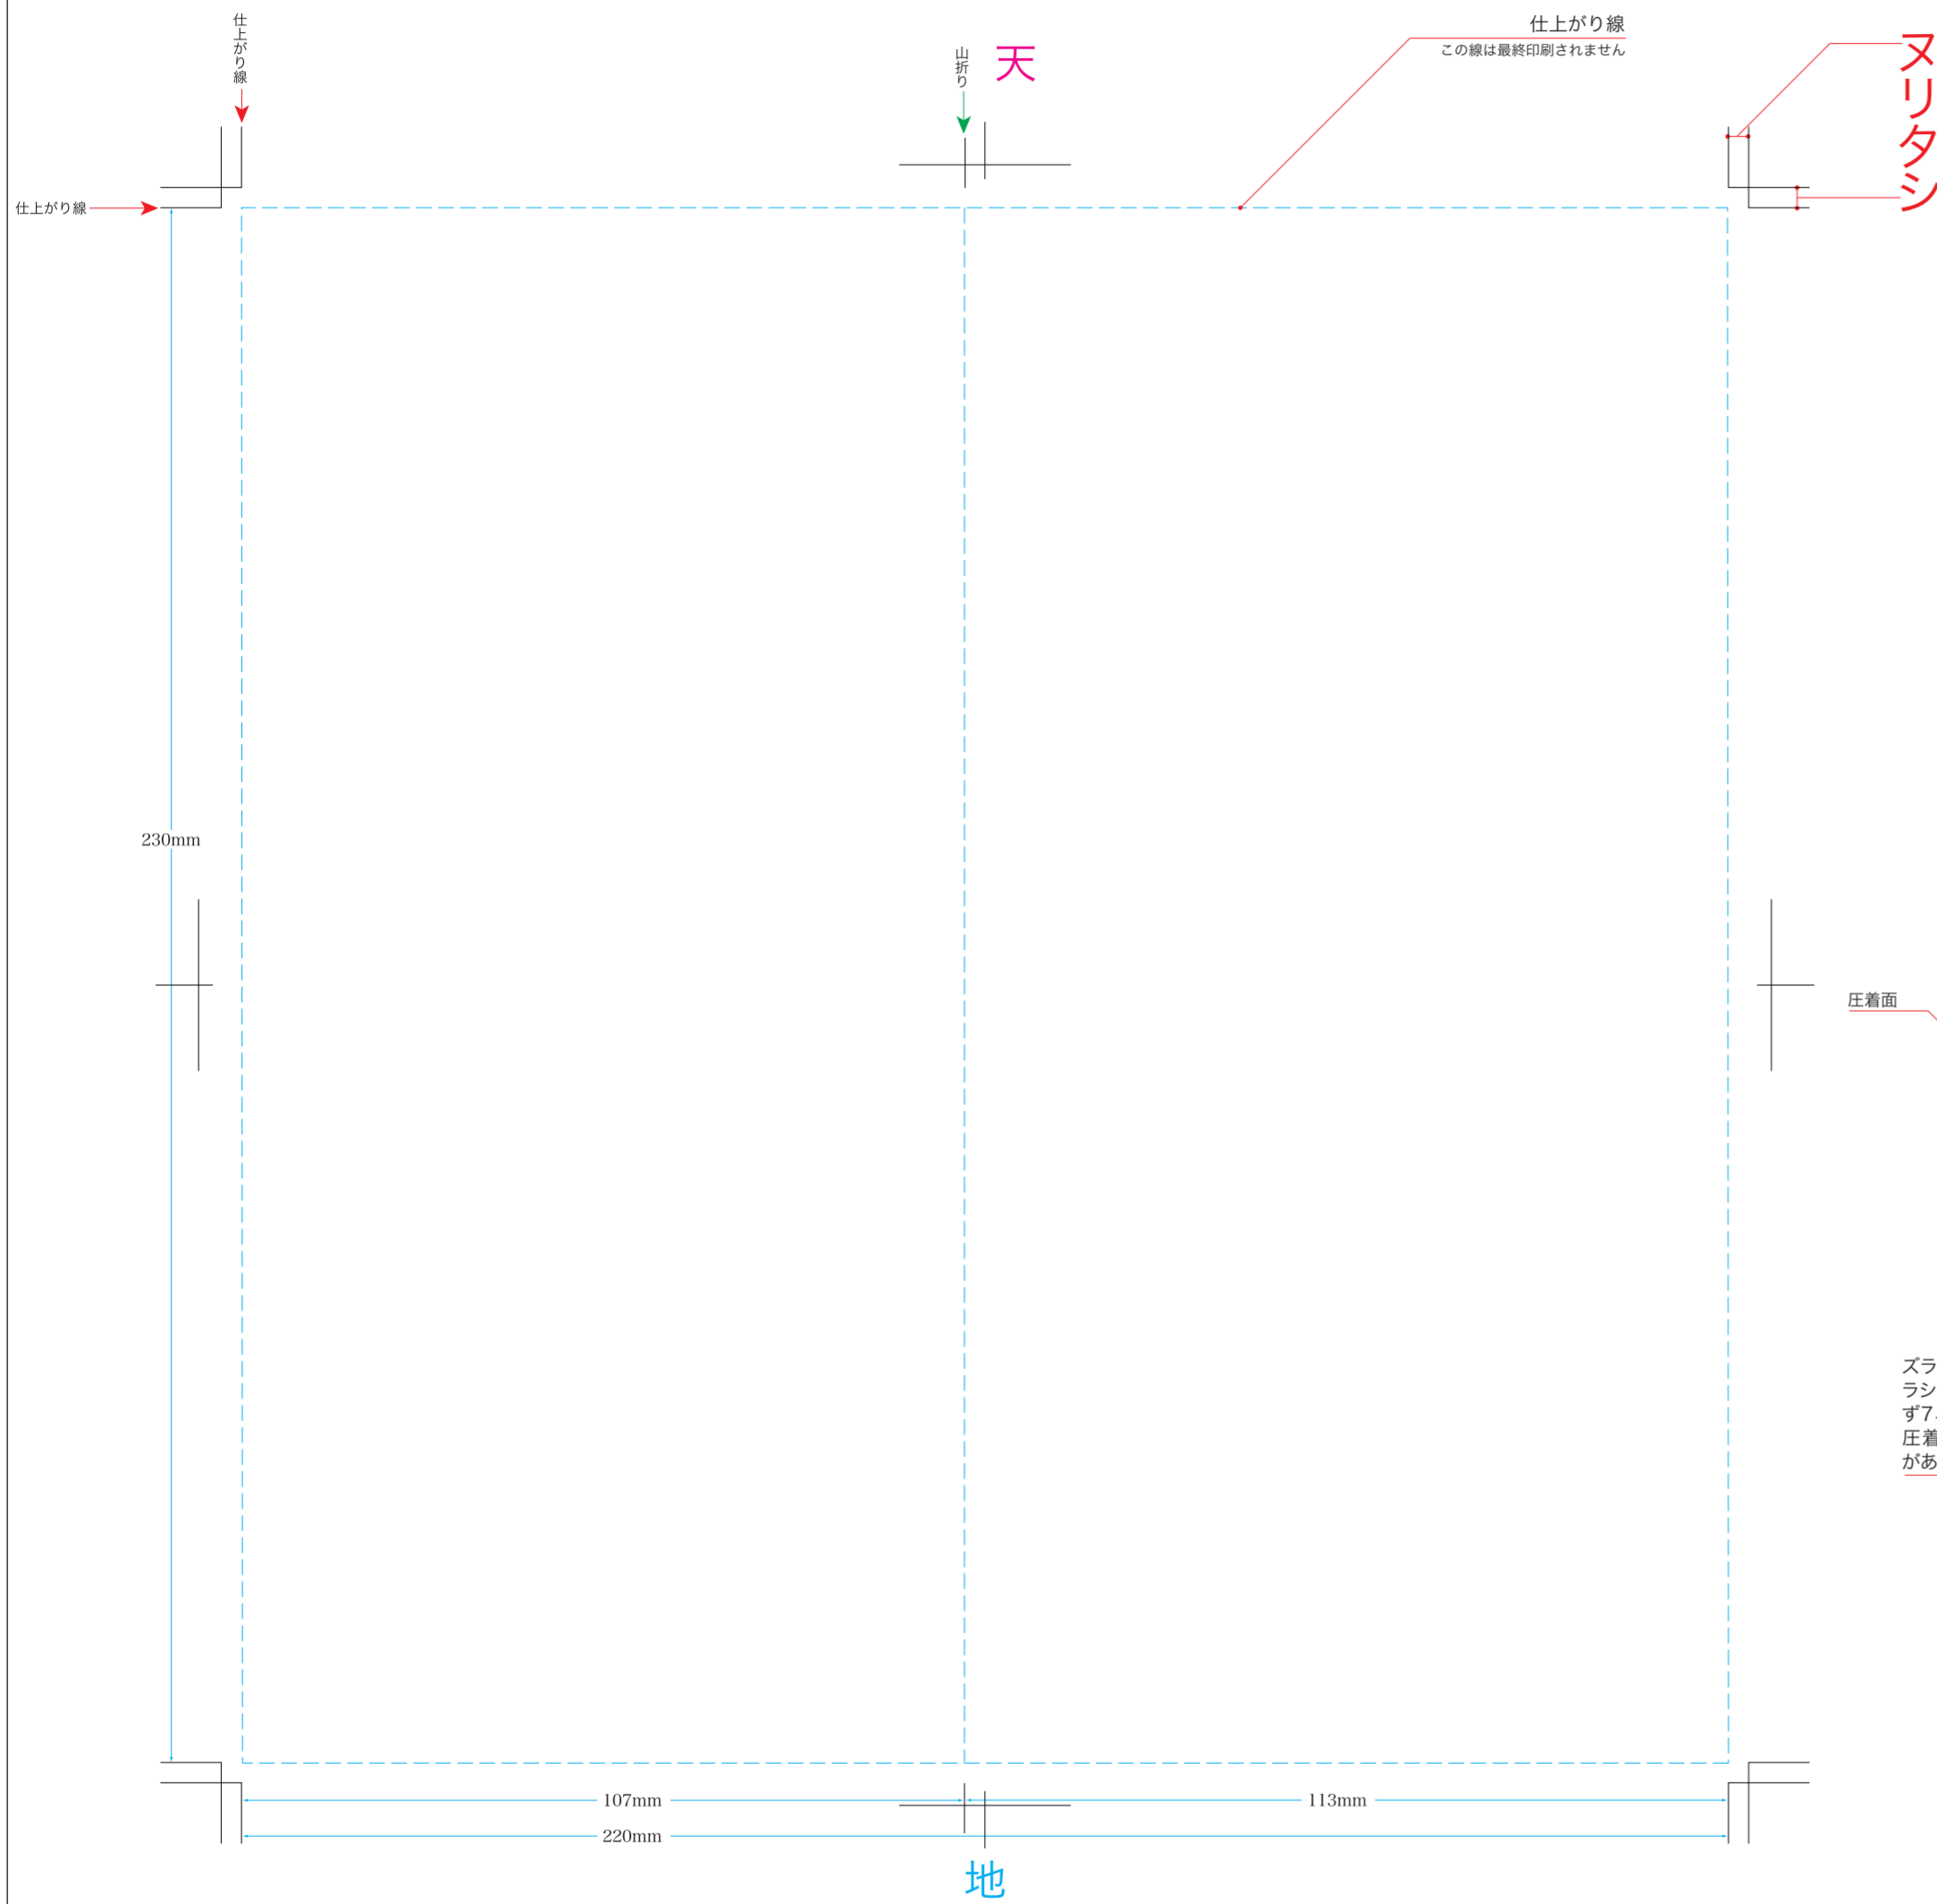 仕上がり線
山折り
天
仕上がり線
この線は最終印刷されません
ヌリタシ
仕上がり線
230mm
圧着面
ズラ
ラシ
ず7
圧着
があ
107mm
113mm
220mm
地